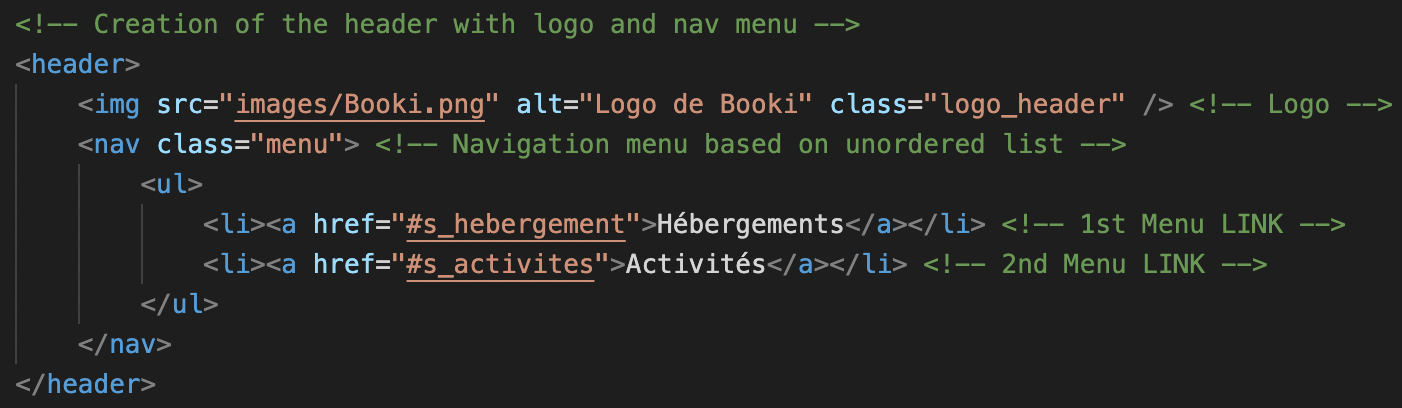 <!-- Creation of the header with logo and nav menu -->
<header>
    <img src="images/Booki.png" alt="Logo de Booki" class="logo_header" /> <!-- Logo -->
    <nav class="menu"> <!-- Navigation menu based on unordered list -->
        <ul>
            <li><a href="#s_hebergement">Hébergements</a></li> <!-- 1st Menu LINK -->
            <li><a href="#s_activites">Activités</a></li> <!-- 2nd Menu LINK -->
        </ul>
    </nav>
</header>